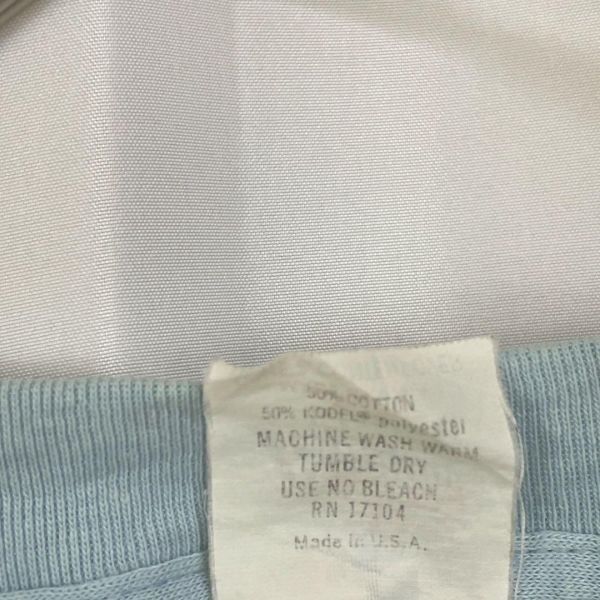 50% COTTON
50% KODEL® polyester
MACHINE WASH WARM
TUMBLE DRY
USE NO BLEACH
RN 17104
Made in U.S.A.